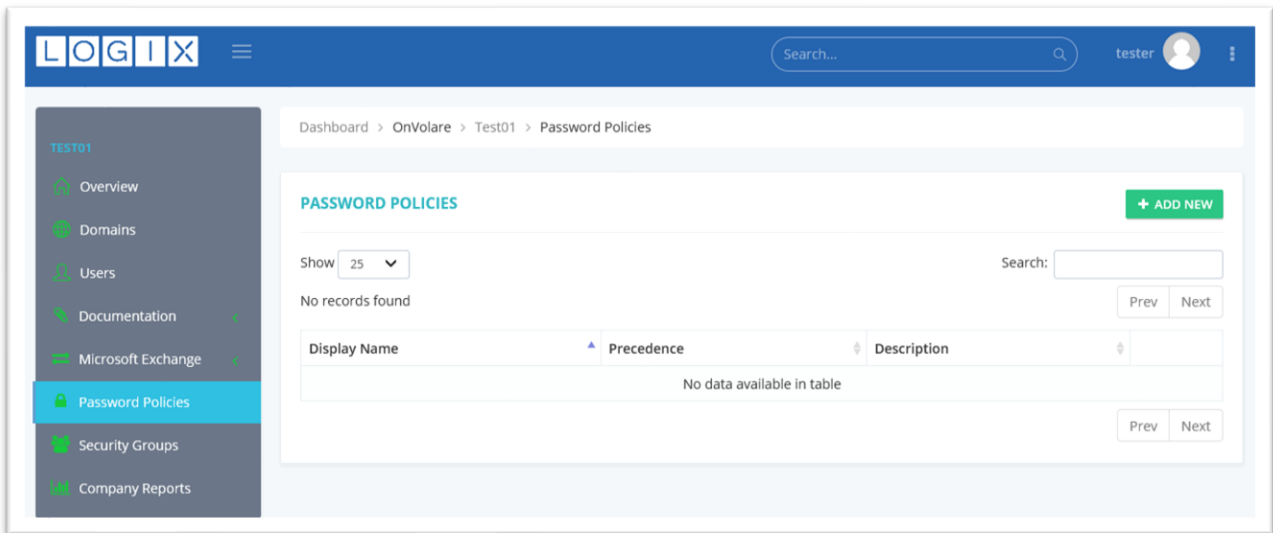 LOGIX
Search...
tester
TEST01
Overview
Domains
Users
Documentation
Microsoft Exchange
Password Policies
Security Groups
Company Reports
Dashboard > OnVolare > Test01 > Password Policies
PASSWORD POLICIES
+ ADD NEW
Show 25
Search:
No records found
Prev Next
Display Name Precedence Description
No data available in table
Prev Next